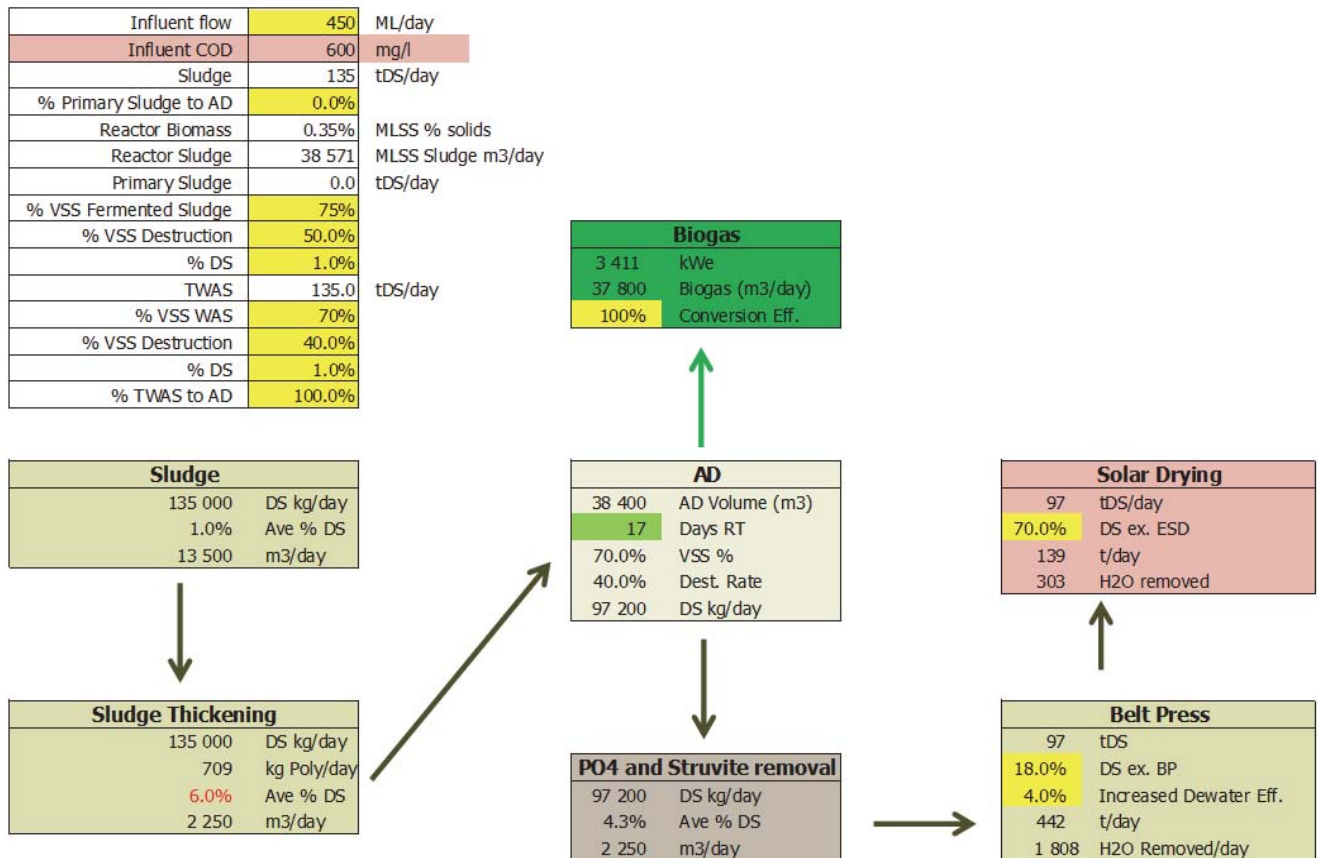 Influent flow 450 ML/day
Influent COD 600 mg/l
Sludge 135 tDS/day
% Primary Sludge to AD 0.0%
Reactor Biomass 0.35% MLSS % solids
Reactor Sludge 38 571 MLSS Sludge m3/day
Primary Sludge 0.0 tDS/day
% VSS Fermented Sludge 75%
% VSS Destruction 50.0%
% DS 1.0%
TWAS 135.0 tDS/day
% VSS WAS 70%
% VSS Destruction 40.0%
% DS 1.0%
% TWAS to AD 100.0%
Biogas
3 411 kWe
37 800 Biogas (m3/day)
100% Conversion Eff.
Sludge
135 000 DS kg/day
1.0% Ave % DS
13 500 m3/day
AD
38 400 AD Volume (m3)
17 Days RT
70.0% VSS %
40.0% Dest. Rate
97 200 DS kg/day
Solar Drying
97 tDS/day
70.0% DS ex. ESD
139 t/day
303 H2O removed
Sludge Thickening
135 000 DS kg/day
709 kg Poly/day
6.0% Ave % DS
2 250 m3/day
PO4 and Struvite removal
97 200 DS kg/day
4.3% Ave % DS
2 250 m3/day
Belt Press
97 tDS
18.0% DS ex. BP
4.0% Increased Dewater Eff.
442 t/day
1 808 H2O Removed/day